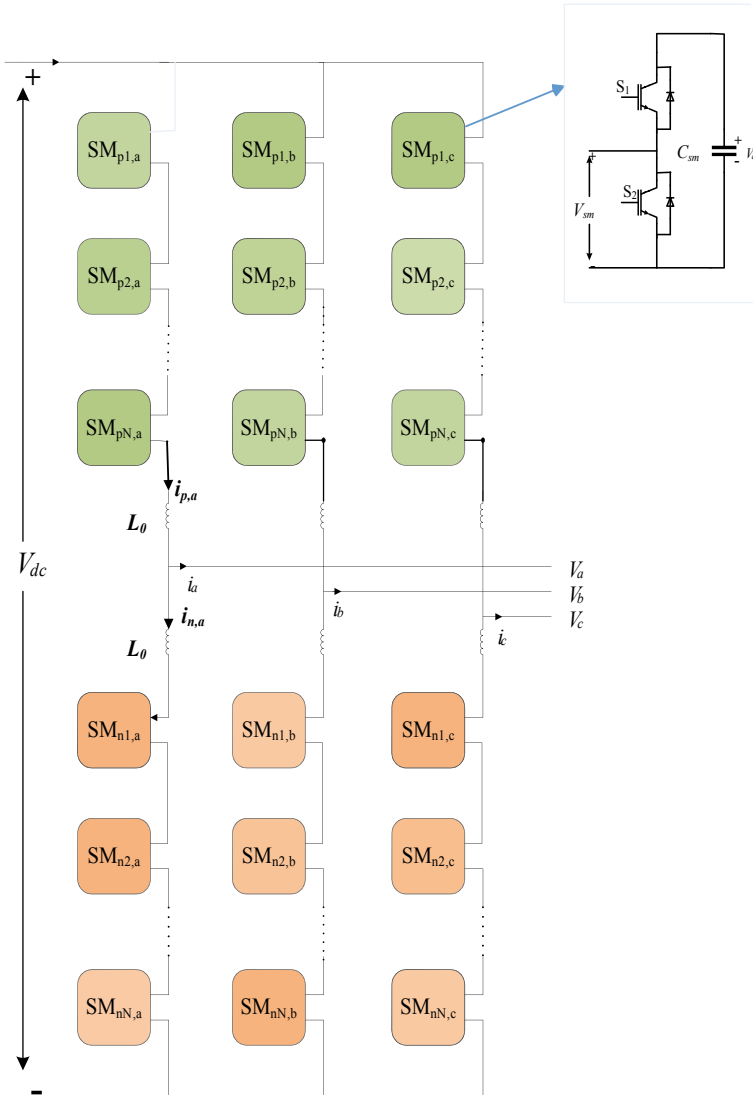 +
SMp1,a SMp1,b SMp1,c
SMp2,a SMp2,b SMp2,c
SMpN,a SMpN,b SMpN,c
ip,a
L0
Vdc
ia
Va
ib
Vb
in,a
ic
Vc
L0
SMn1,a SMn1,b SMn1,c
SMn2,a SMn2,b SMn2,c
SMnN,a SMnN,b SMnN,c
-
S1
+
Csm
+
-
S2
Vsm
-